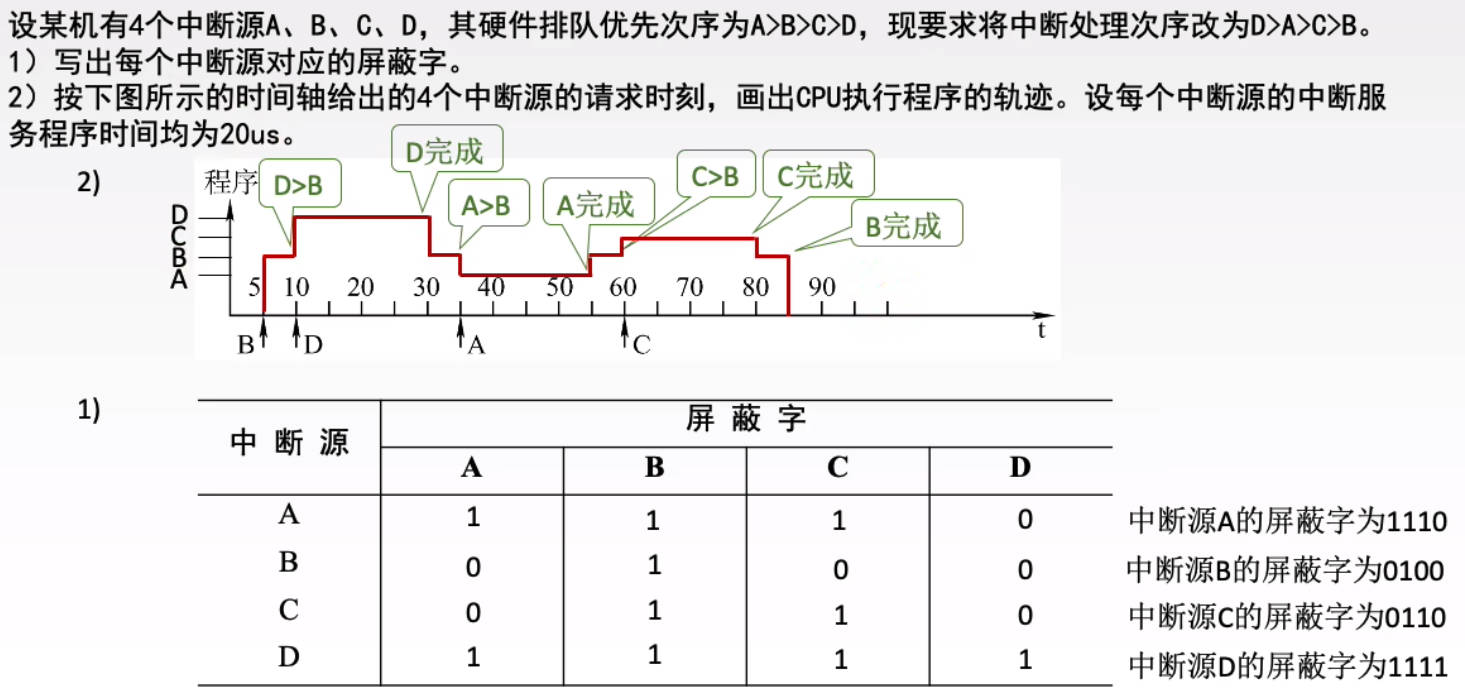 设某机有4个中断源A、B、C、D，其硬件排队优先次序为A>B>C>D，现要求将中断处理次序改为D>A>C>B。
1）写出每个中断源对应的屏蔽字。
2）按下图所示的时间轴给出的4个中断源的请求时刻，画出CPU执行程序的轨迹。设每个中断源的中断服
务程序时间均为20us。
2)
程序
D>B
D完成
A>B
A完成
C>B
C完成
B完成
D
C
B
A
5 10 20 30 40 50 60 70 80 90
t
B D A C
1)
中断源 屏蔽字
A B C D
A 1 1 1 0 中断源A的屏蔽字为1110
B 0 1 0 0 中断源B的屏蔽字为0100
C 0 1 1 0 中断源C的屏蔽字为0110
D 1 1 1 1 中断源D的屏蔽字为1111